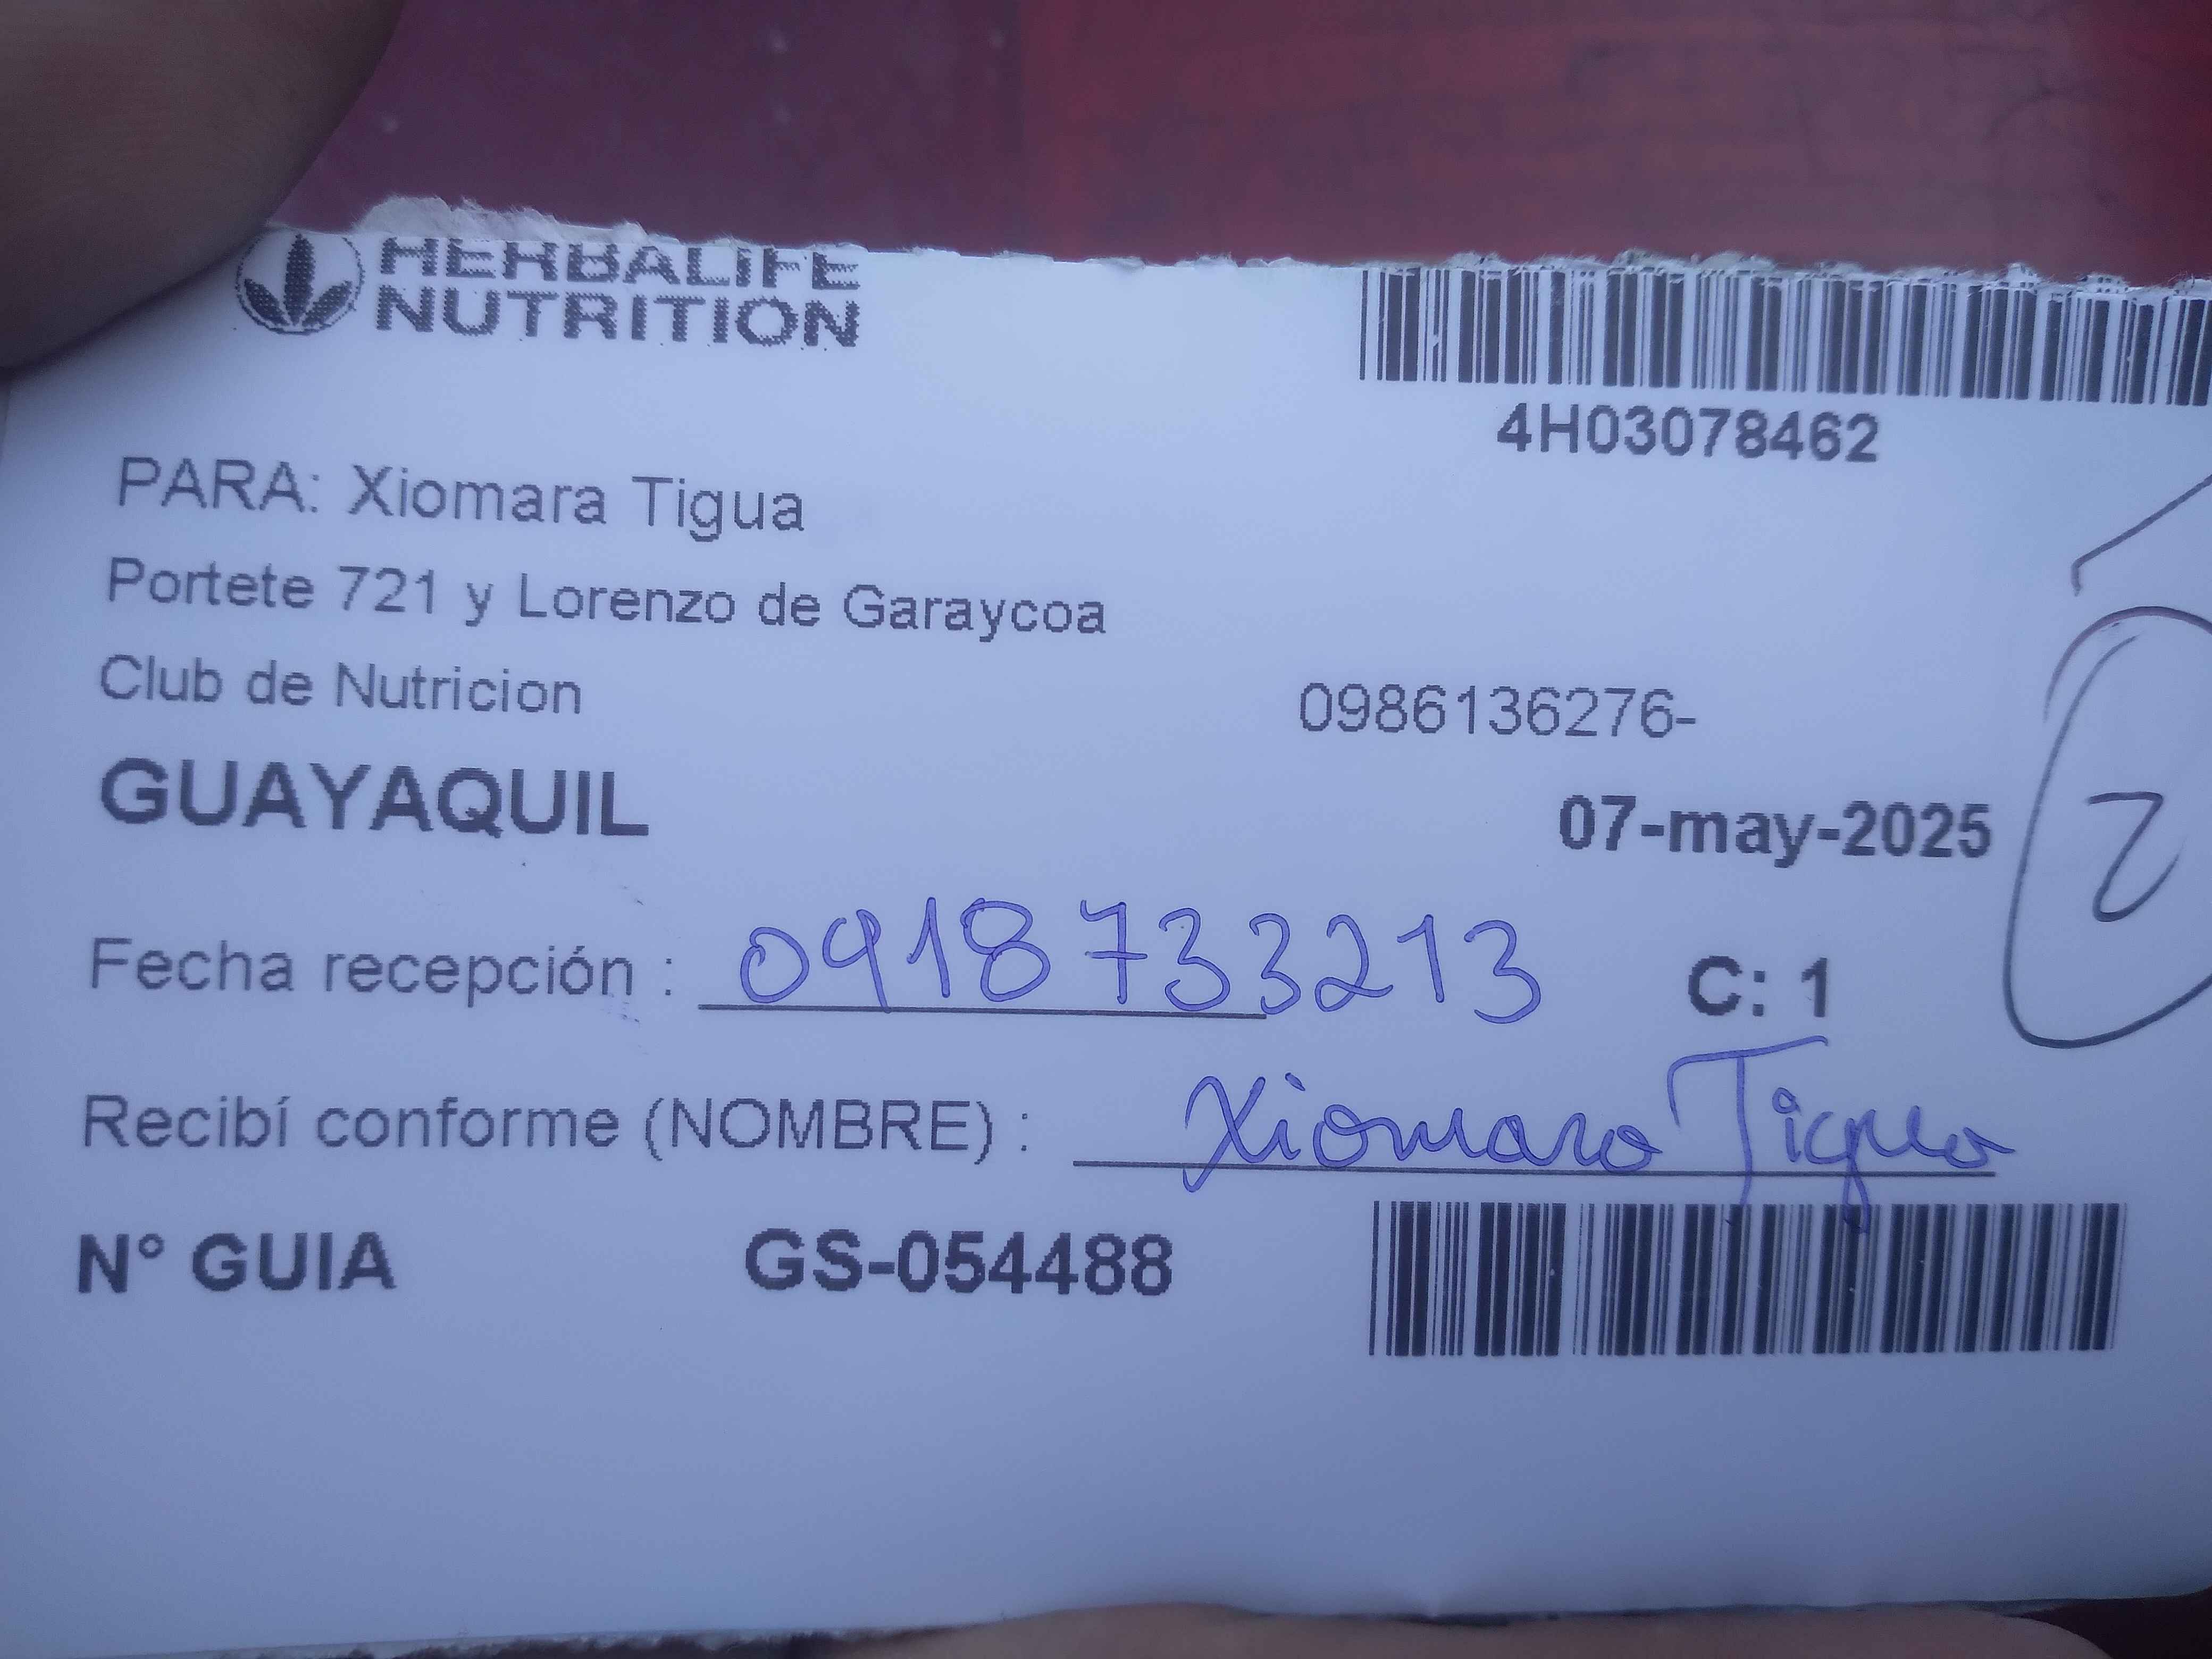 HERBALIFE
NUTRITION
4H03078462
PARA: Xiomara Tigua
Portete 721 y Lorenzo de Garaycoa
Club de Nutricion 0986136276-
GUAYAQUIL 07-may-2025
2
Fecha recepción : 0918733213 C: 1
Recibí conforme (NOMBRE) : Xiomara Tigua
N° GUIA GS-054488